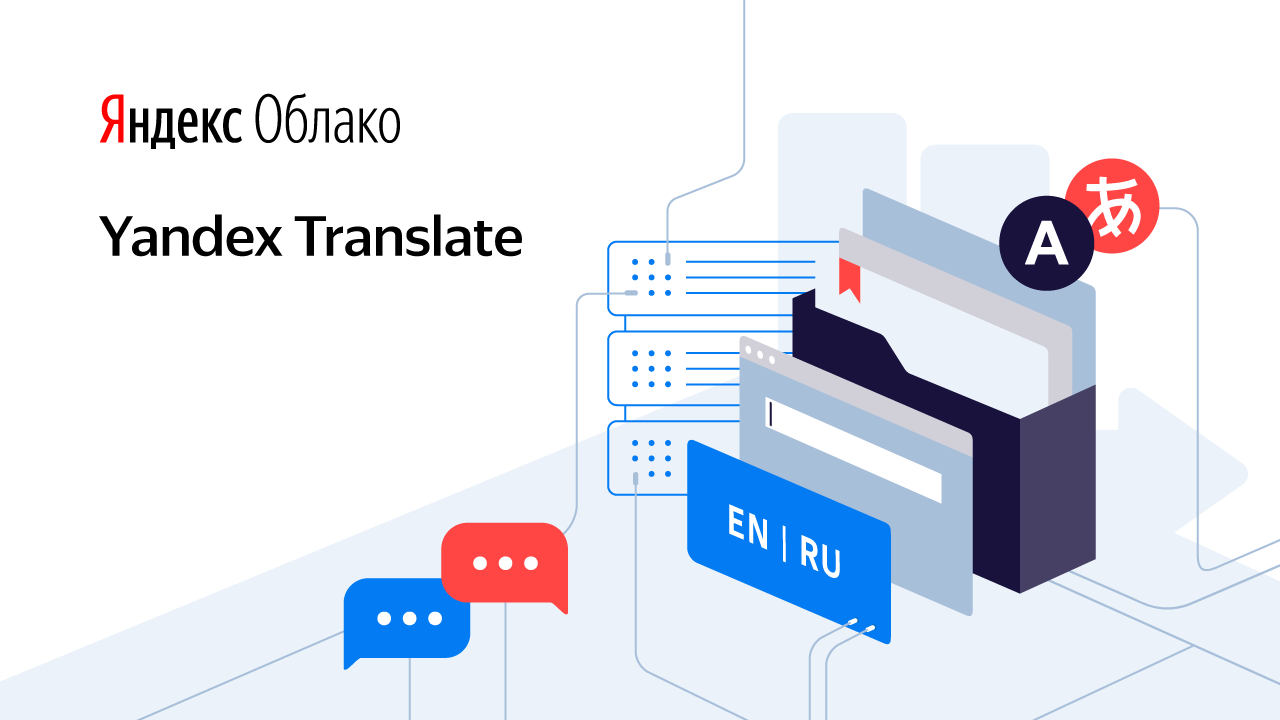 Яндекс Облако
Yandex Translate
A
あ
EN | RU